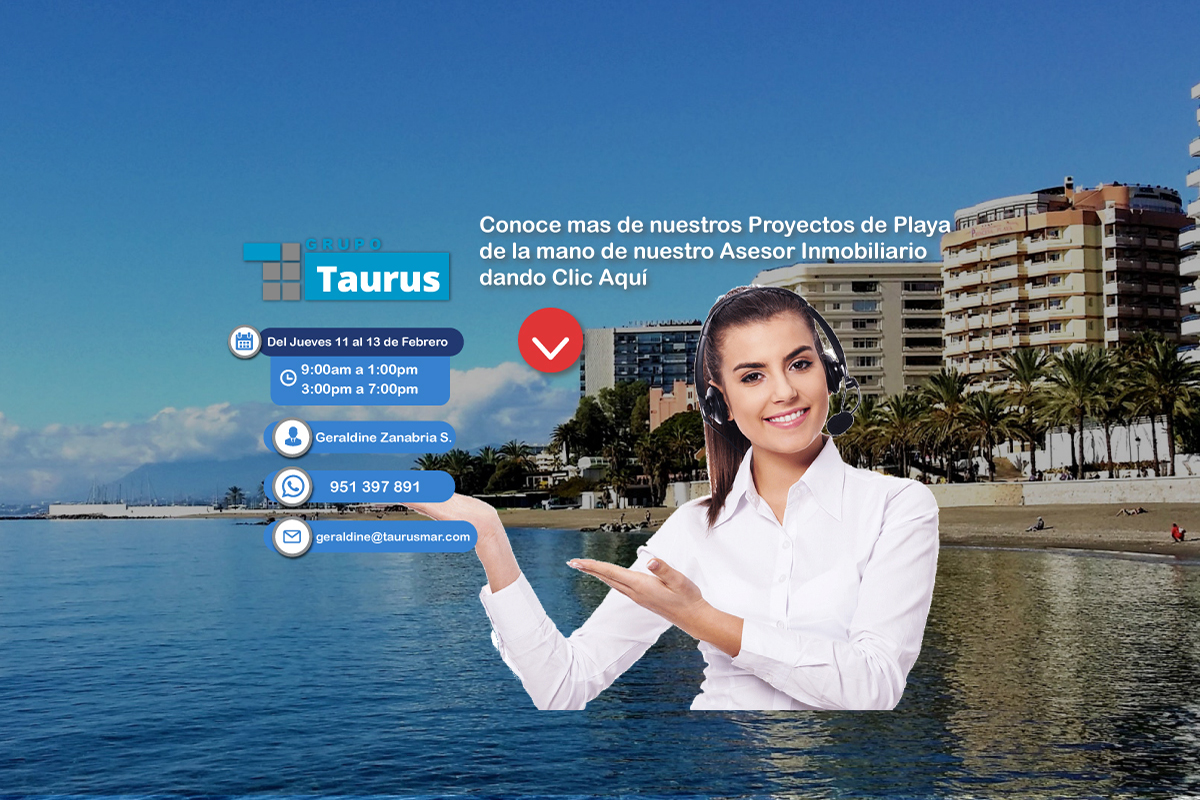 Conoce mas de nuestros Proyectos de Playa
de la mano de nuestro Asesor Inmobiliario
dando Clic Aquí
GRUPO
Taurus
Del Jueves 11 al 13 de Febrero
9:00am a 1:00pm
3:00pm a 7:00pm
Geraldine Zanabria S.
951 397 891
geraldine@taurusmar.com